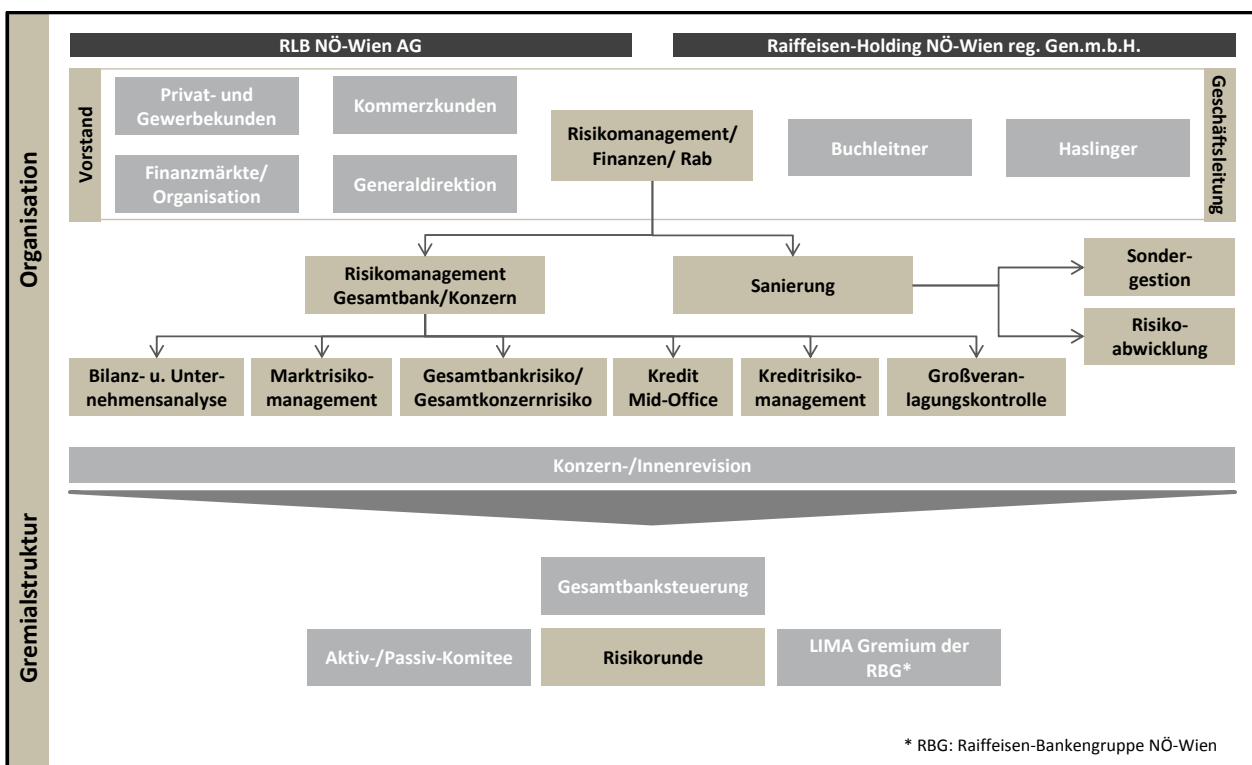 RLB NÖ-Wien AG
Raiffeisen-Holding NÖ-Wien reg. Gen.m.b.H.
Organisation
Vorstand
Privat- und
Gewerbekunden
Kommerzkunden
Finanzmärkte/
Organisation
Generaldirektion
Risikomanagement/
Finanzen/ Rab
Buchleitner
Haslinger
Geschäftsleitung
Risikomanagement
Gesamtbank/Konzern
Sanierung
Sonder-
gestion
Risiko-
abwicklung
Bilanz- u. Unter-
nehmensanalyse
Marktrisiko-
management
Gesamtbankrisiko/
Gesamtkonzernrisiko
Kredit
Mid-Office
Kreditrisiko-
management
Großveran-
lagungskontrolle
Konzern-/Innenrevision
Gremialstruktur
Gesamtbanksteuerung
Aktiv-/Passiv-Komitee
Risikorunde
LIMA Gremium der
RBG*
* RBG: Raiffeisen-Bankengruppe NÖ-Wien